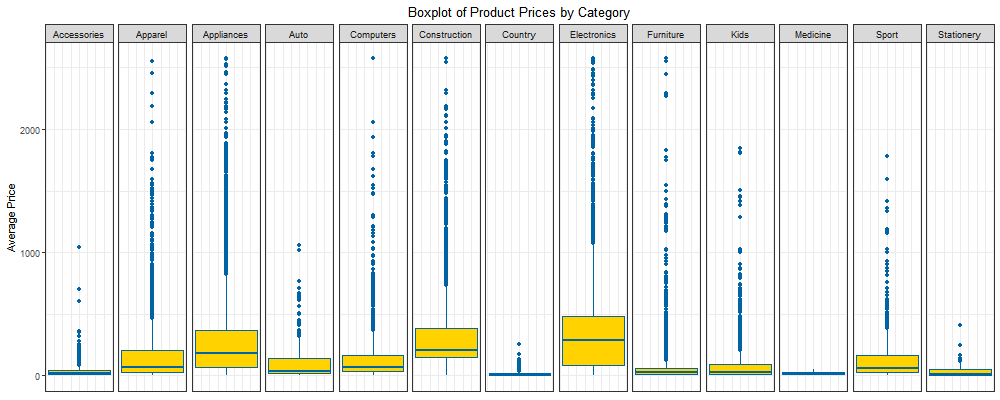 Boxplot of Product Prices by Category
Accessories Apparel Appliances Auto Computers Construction Country Electronics Furniture Kids Medicine Sport Stationery
2000
1000
0
Average Price